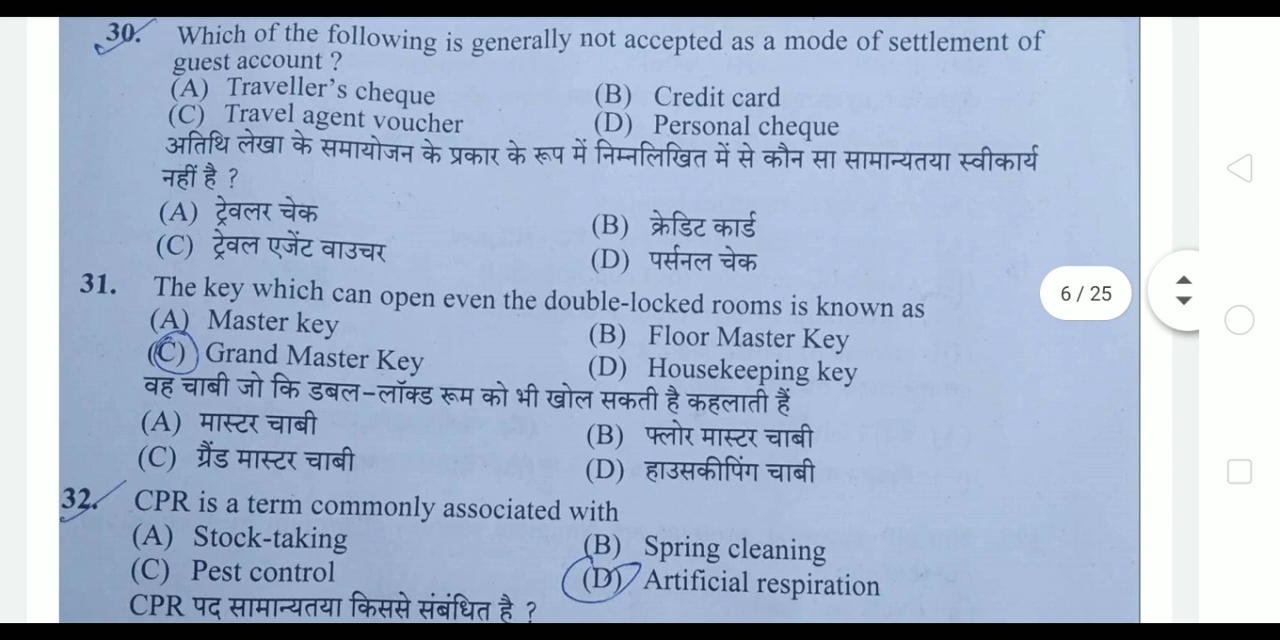 30. Which of the following is generally not accepted as a mode of settlement of
guest account ?
(A) Traveller's cheque (B) Credit card
(C) Travel agent voucher (D) Personal cheque
अतिथि लेखा के समायोजन के प्रकार के रूप में निम्नलिखित में से कौन सा सामान्यतया स्वीकार्य
नहीं है ?
(A) ट्रेवलर चेक (B) क्रेडिट कार्ड
(C) ट्रेवल एजेंट वाउचर (D) पर्सनल चेक
31. The key which can open even the double-locked rooms is known as
(A) Master key (B) Floor Master Key
(C) Grand Master Key (D) Housekeeping key
वह चाबी जो कि डबल-लॉक्ड रूम को भी खोल सकती है कहलाती हैं
(A) मास्टर चाबी (B) फ्लोर मास्टर चाबी
(C) ग्रैंड मास्टर चाबी (D) हाउसकीपिंग चाबी
32. CPR is a term commonly associated with
(A) Stock-taking (B) Spring cleaning
(C) Pest control (D) Artificial respiration
CPR पद सामान्यतया किससे संबंधित है ?
6 / 25